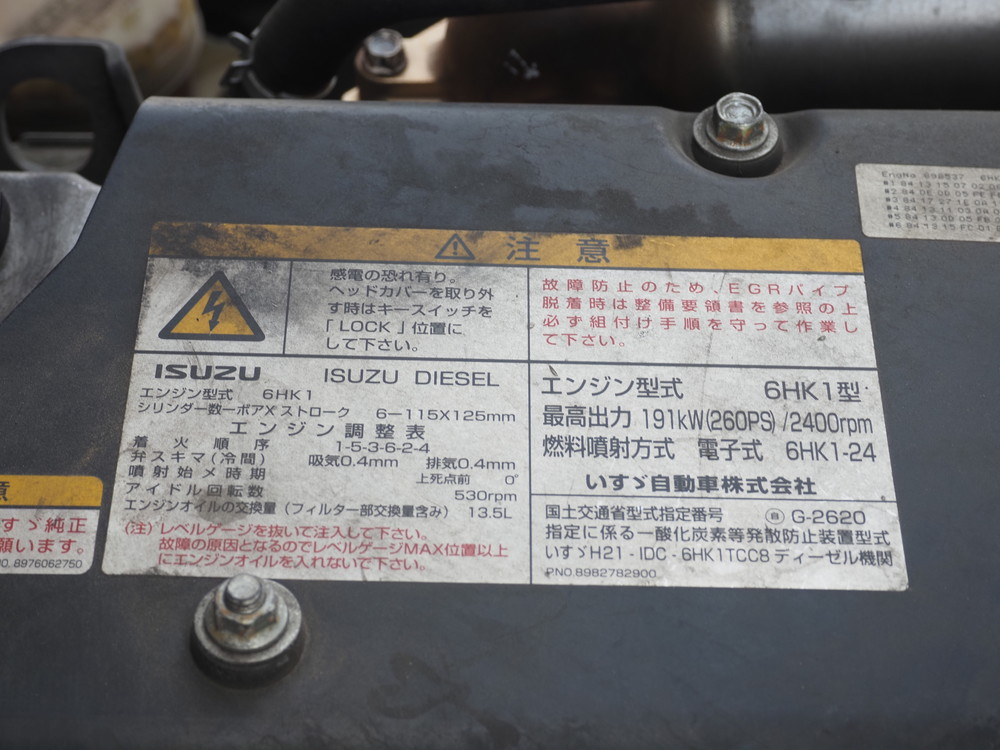 注意
感電の恐れ有り。
ヘッドカバーを取り外
す時はキースイッチを
「LOCK」位置に
して下さい。
故障防止のため、EGRパイプ
脱着時は整備要領書を参照の上
必ず組付け手順を守って作業し
て下さい。
ISUZU ISUZU DIESEL
エンジン型式 6HK1
シリンダー数ーボアXストローク 6ー115X125mm
エンジン調整表
着火順序 1-5-3-6-2-4
弁スキマ(冷間) 吸気0.4mm 排気0.4mm
噴射始メ時期 上死点前 0°
アイドル回転数 530rpm
エンジンオイルの交換量(フィルター部交換量含み) 13.5L
(注)レベルゲージを抜いて注入して下さい。
故障の原因となるのでレベルゲージMAX位置以上
にエンジンオイルを入れないで下さい。
エンジン型式 6HK1型
最高出力 191kW(260PS)/2400rpm
燃料噴射方式 電子式 6HK1-24
いすゞ自動車株式会社
国土交通省型式指定番号 G-2620
指定に係る一酸化炭素等発散防止装置型式
いすゞH21-IDC-6HK1TCC8ディーゼル機関
PNO.8982782900
意
すゞ純正
願います。
0.8976062750
EngNo 698537 6HK